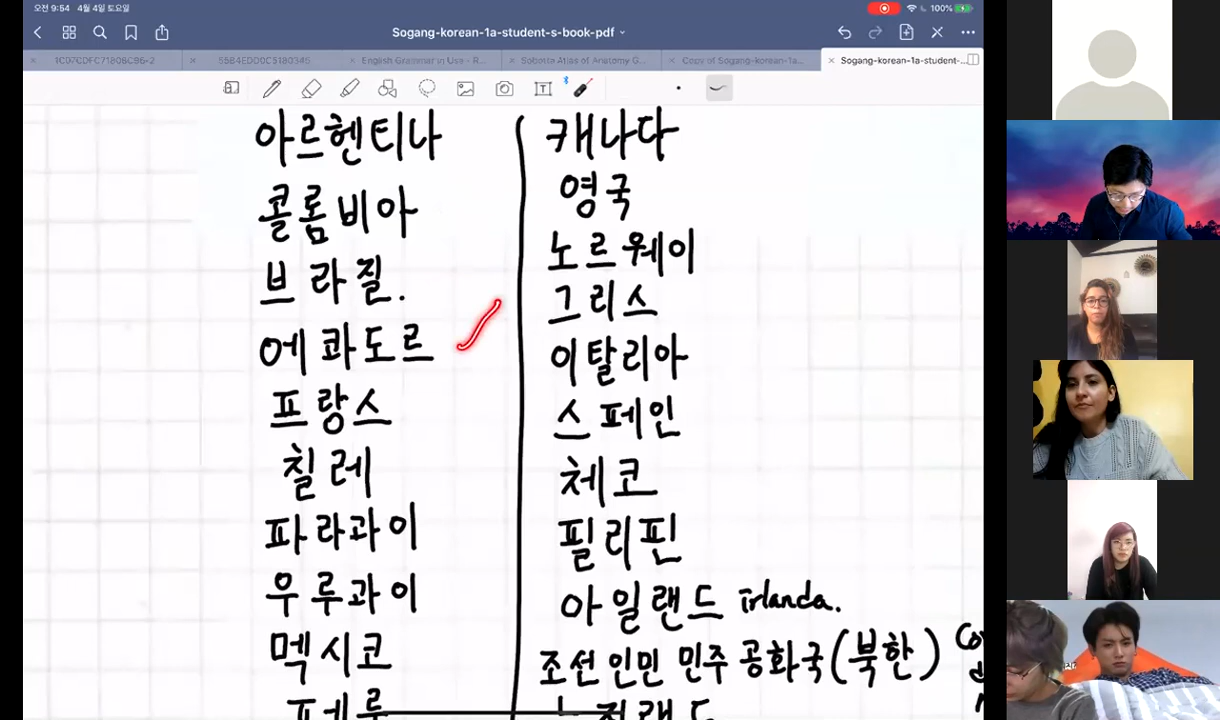 오전 9:54 4월 4일 토요일
100%
Sogang-korean-1a-student-s-book-pdf
English Grammar in Use - R...
Sobotta Atlas of Anatomy G...
Copy of Sogang-korean-1a...
Sogang-korean-1a-student-...
아르헨티나
콜롬비아
브라질.
에콰도르
프랑스
칠레
파라과이
우루과이
멕시코
페루
캐나다
영국
노르웨이
그리스
이탈리아
스페인
체코
필리핀
아일랜드 irlanda.
조선인민 민주 공화국(북한)